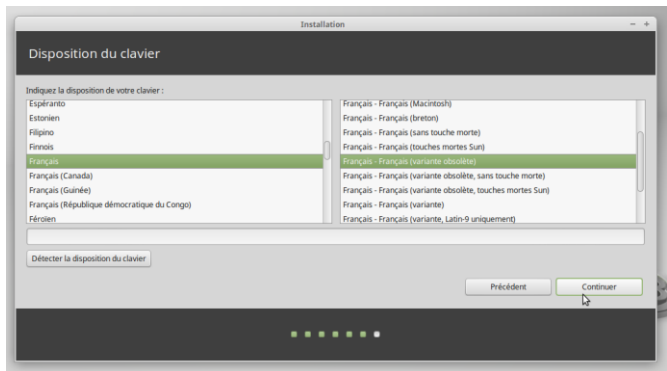 Installation
Disposition du clavier
Indiquez la disposition de votre clavier :
Espéranto
Estonien
Filipino
Finnois
Français
Français (Canada)
Français (Guinée)
Français (République démocratique du Congo)
Féroïen
Français - Français (Macintosh)
Français - Français (breton)
Français - Français (sans touche morte)
Français - Français (touches mortes Sun)
Français - Français (variante obsolète)
Français - Français (variante obsolète, sans touche morte)
Français - Français (variante obsolète, touches mortes Sun)
Français - Français (variante)
Français - Français (variante, Latin-9 uniquement)
Détecter la disposition du clavier
Précédent
Continuer